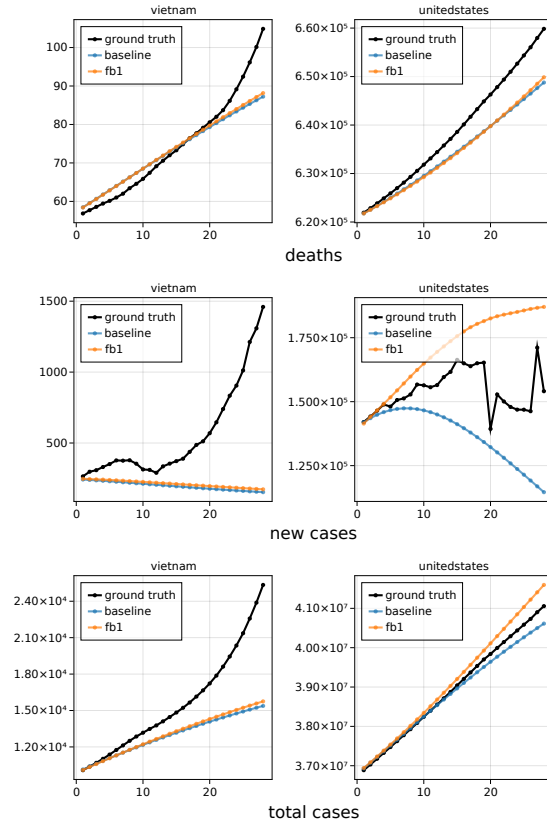 vietnam
unitedstates
100
90
80
70
60
ground truth
baseline
fb1
0
10
20
6.60×10⁵
6.50×10⁵
6.40×10⁵
6.30×10⁵
6.20×10⁵
ground truth
baseline
fb1
0
10
20
deaths
vietnam
unitedstates
1500
1000
500
ground truth
baseline
fb1
0
10
20
1.750×10⁵
1.500×10⁵
1.250×10⁵
ground truth
baseline
fb1
0
10
20
new cases
vietnam
unitedstates
2.40×10⁴
2.10×10⁴
1.80×10⁴
1.50×10⁴
1.20×10⁴
ground truth
baseline
fb1
0
10
20
4.10×10⁷
4.00×10⁷
3.90×10⁷
3.80×10⁷
3.70×10⁷
ground truth
baseline
fb1
0
10
20
total cases